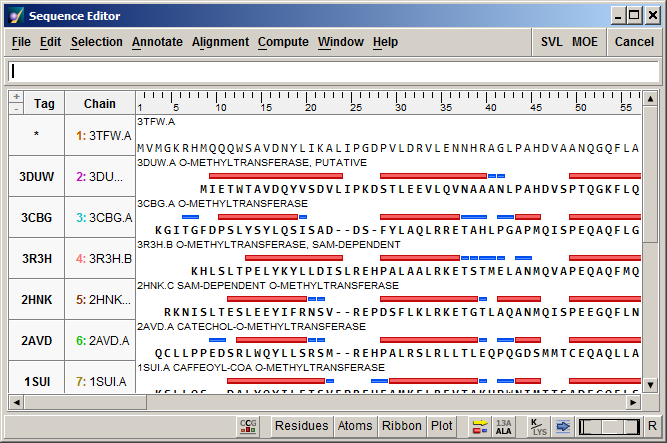 Sequence Editor
File Edit Selection Annotate Alignment Compute Window Help SVL MOE Cancel
+ - Tag Chain 1 5 10 15 20 25 30 35 40 45 50 55
3TFW.A
* 1: 3TFW.A MVMGKRHMQQQWSAVDNYLIKALIPGDPVLDRVLENNHRAGLPAHDVAANQGQFLA
3DUW.A O-METHYLTRANSFERASE, PUTATIVE
3DUW 2: 3DU... MIETWTAVDQYVSDVLIPKDSTLEEVLQVNAAANLPAHDVSPTQGKFLQ
3CBG.A O-METHYLTRANSFERASE
3CBG 3: 3CBG.A KGITGFDPSLYSYLQSISAD--DS-FYLAQLRRETAHLPGAPMQISPEQAQFLG
3R3H.B O-METHYLTRANSFERASE, SAM-DEPENDENT
3R3H 4: 3R3H.B KHLSLTPELYKYLLDISLREHPALAALRKETSTMELANMQVAPEQAQFMQ
2HNK.C SAM-DEPENDENT O-METHYLTRANSFERASE
2HNK 5: 2HNK... RKNISLTESLEEYIFRNSV--REPDSFLKLRKETGTLAQANMQISPEEGQFLN
2AVD.A CATECHOL-O-METHYLTRANSFERASE
2AVD 6: 2AVD.A QCLLPPEDSRLWQYLLSRSM--REHPALRSLRLLTLEQPQGDSMMTCEQAQLLA
1SUI.A CAFFEOYL-COA O-METHYLTRANSFERASE
1SUI 7: 1SUI.A
CCG Residues Atoms Ribbon Plot 13A ALA K LYS R